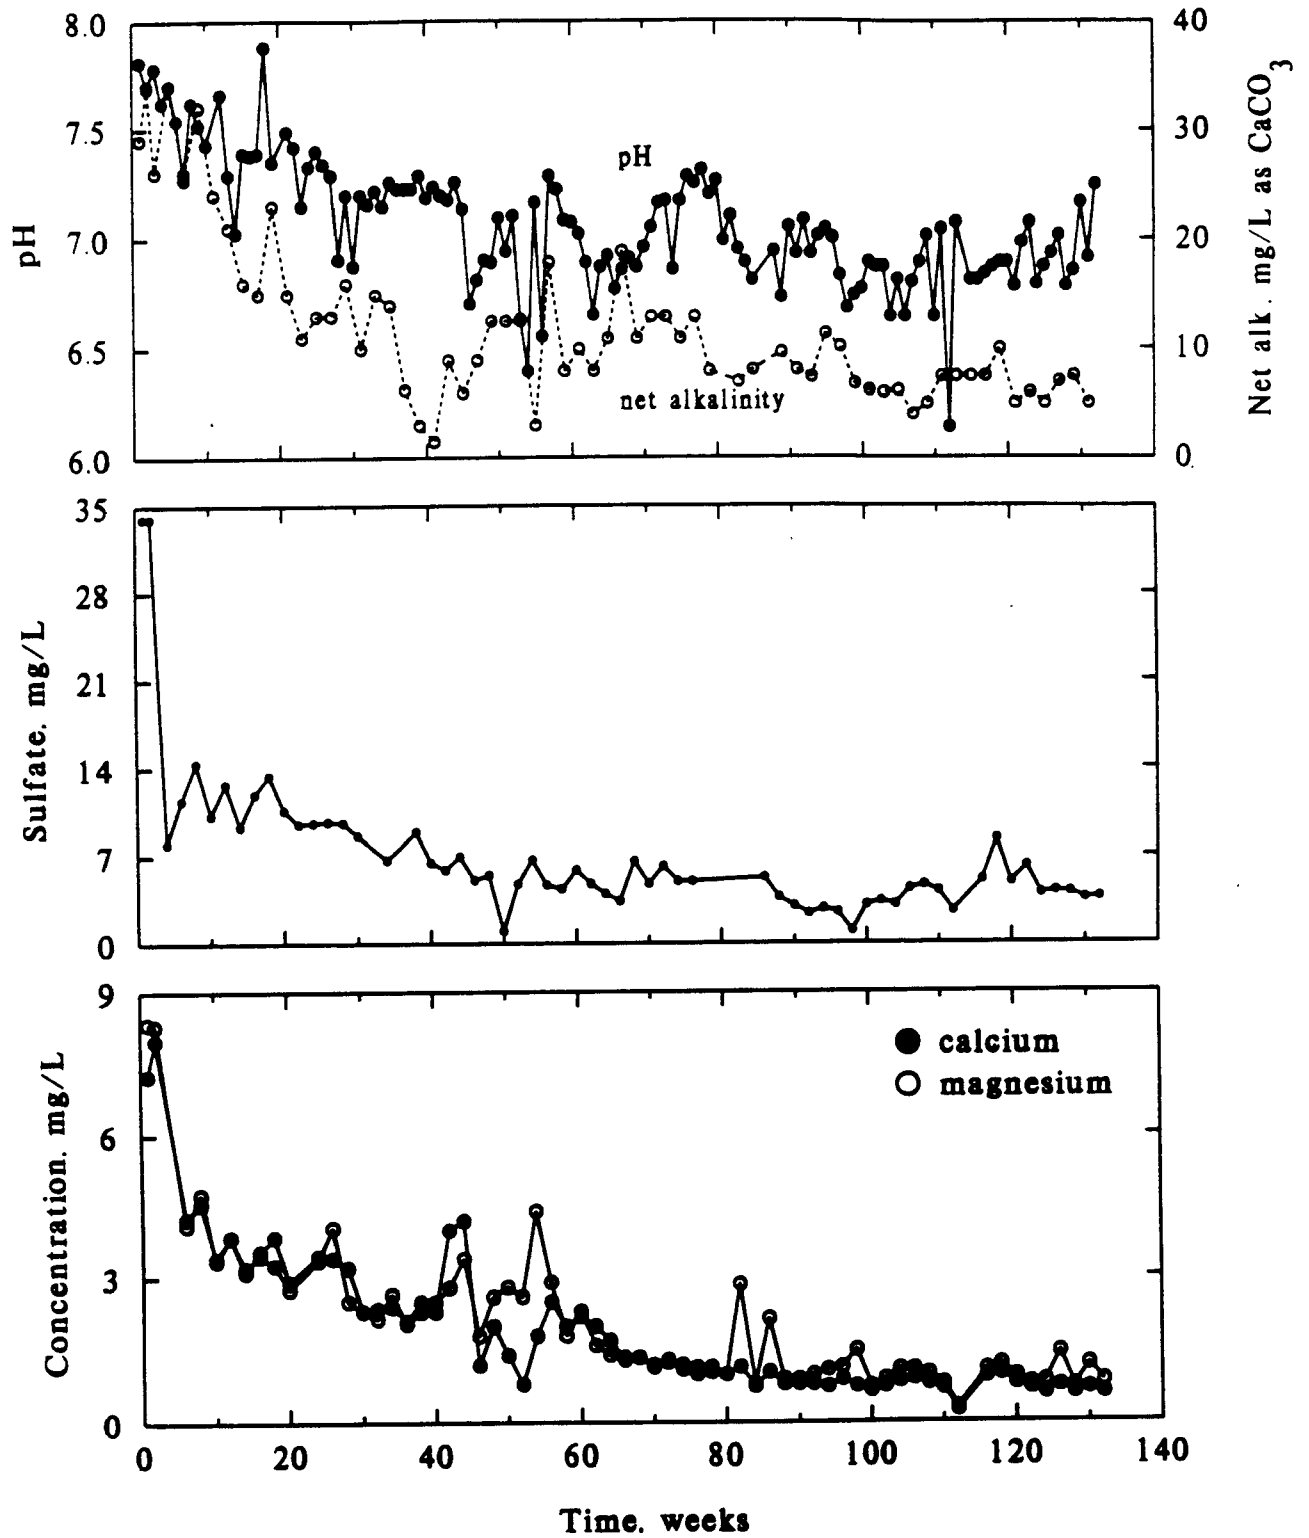 8.0
7.5
7.0
6.5
6.0
pH
40
30
20
10
0
Net alk. mg/L as CaCO3
pH
net alkalinity
35
28
21
14
7
0
Sulfate. mg/L
9
6
3
0
Concentration. mg/L
calcium
magnesium
0 20 40 60 80 100 120 140
Time. weeks